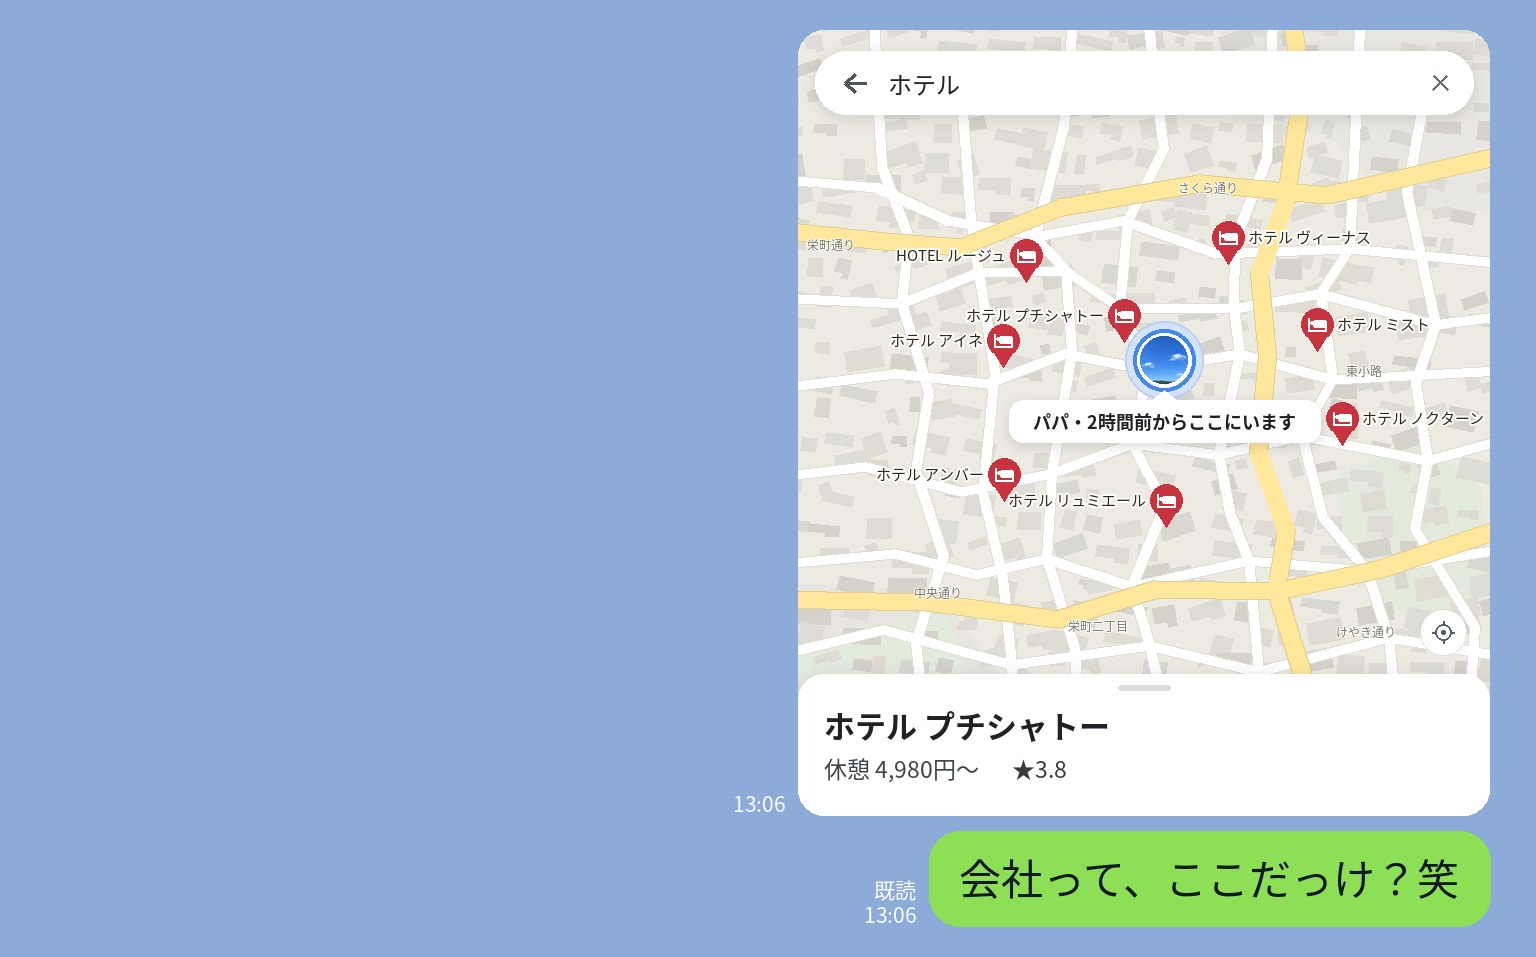 ホテル
さくら通り
栄町通り
ホテル ヴィーナス
HOTEL ルージュ
ホテル プチシャトー
ホテル ミスト
ホテル アイネ
東小路
パパ・2時間前からここにいます
ホテル ノクターン
ホテル アンバー
ホテル リュミエール
中央通り
栄町二丁目
けやき通り
ホテル プチシャトー
休憩 4,980円〜 ★3.8
13:06
会社って、ここだっけ？笑
既読
13:06